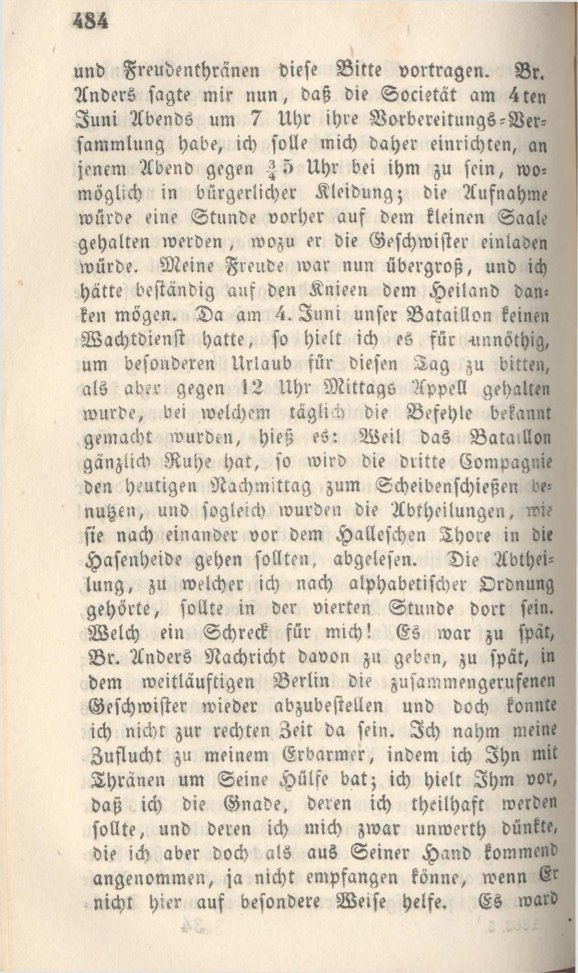 484
und Freudenthränen diese Bitte vortragen. Br.
Anders sagte mir nun, daß die Societät am 4ten
Juni Abends um 7 Uhr ihre Vorbereitungs-Ver-
sammlung habe, ich solle mich daher einrichten, an
jenem Abend gegen ¾5 Uhr bei ihm zu sein, wo-
möglich in bürgerlicher Kleidung; die Aufnahme
würde eine Stunde vorher auf dem kleinen Saale
gehalten werden, wozu er die Geschwister einladen
würde. Meine Freude war nun übergroß, und ich
hätte beständig auf den Knieen dem Heiland dan-
ken mögen. Da am 4. Juni unser Bataillon keinen
Wachtdienst hatte, so hielt ich es für unnöthig,
um besonderen Urlaub für diesen Tag zu bitten,
als aber gegen 12 Uhr Mittags Appell gehalten
wurde, bei welchem täglich die Befehle bekannt
gemacht wurden, hieß es: Weil das Bataillon
gänzlich Ruhe hat, so wird die dritte Compagnie
den heutigen Nachmittag zum Scheibenschießen be-
nutzen, und sogleich wurden die Abtheilungen, wie
sie nach einander vor dem Halleschen Thore in die
Hasenheide gehen sollten, abgelesen. Die Abthei-
lung, zu welcher ich nach alphabetischer Ordnung
gehörte, sollte in der vierten Stunde dort sein.
Welch ein Schreck für mich! Es war zu spät,
Br. Anders Nachricht davon zu geben, zu spät, in
dem weitläuftigen Berlin die zusammengerufenen
Geschwister wieder abzubestellen und doch konnte
ich nicht zur rechten Zeit da sein. Ich nahm meine
Zuflucht zu meinem Erbarmer, indem ich Ihn mit
Thränen um Seine Hülfe bat; ich hielt Ihm vor,
daß ich die Gnade, deren ich theilhaft werden
sollte, und deren ich mich zwar unwerth dünkte,
die ich aber doch als aus Seiner Hand kommend
angenommen, ja nicht empfangen könne, wenn Er
nicht hier auf besondere Weise helfe. Es ward